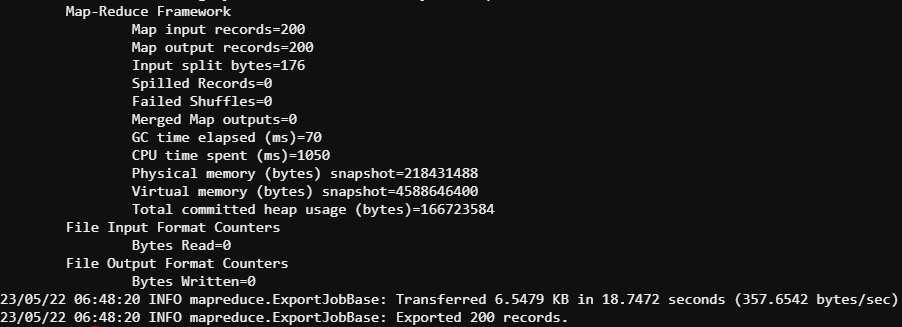 Map-Reduce Framework
Map input records=200
Map output records=200
Input split bytes=176
Spilled Records=0
Failed Shuffles=0
Merged Map outputs=0
GC time elapsed (ms)=70
CPU time spent (ms)=1050
Physical memory (bytes) snapshot=218431488
Virtual memory (bytes) snapshot=4588646400
Total committed heap usage (bytes)=166723584
File Input Format Counters
Bytes Read=0
File Output Format Counters
Bytes Written=0
23/05/22 06:48:20 INFO mapreduce.ExportJobBase: Transferred 6.5479 KB in 18.7472 seconds (357.6542 bytes/sec)
23/05/22 06:48:20 INFO mapreduce.ExportJobBase: Exported 200 records.